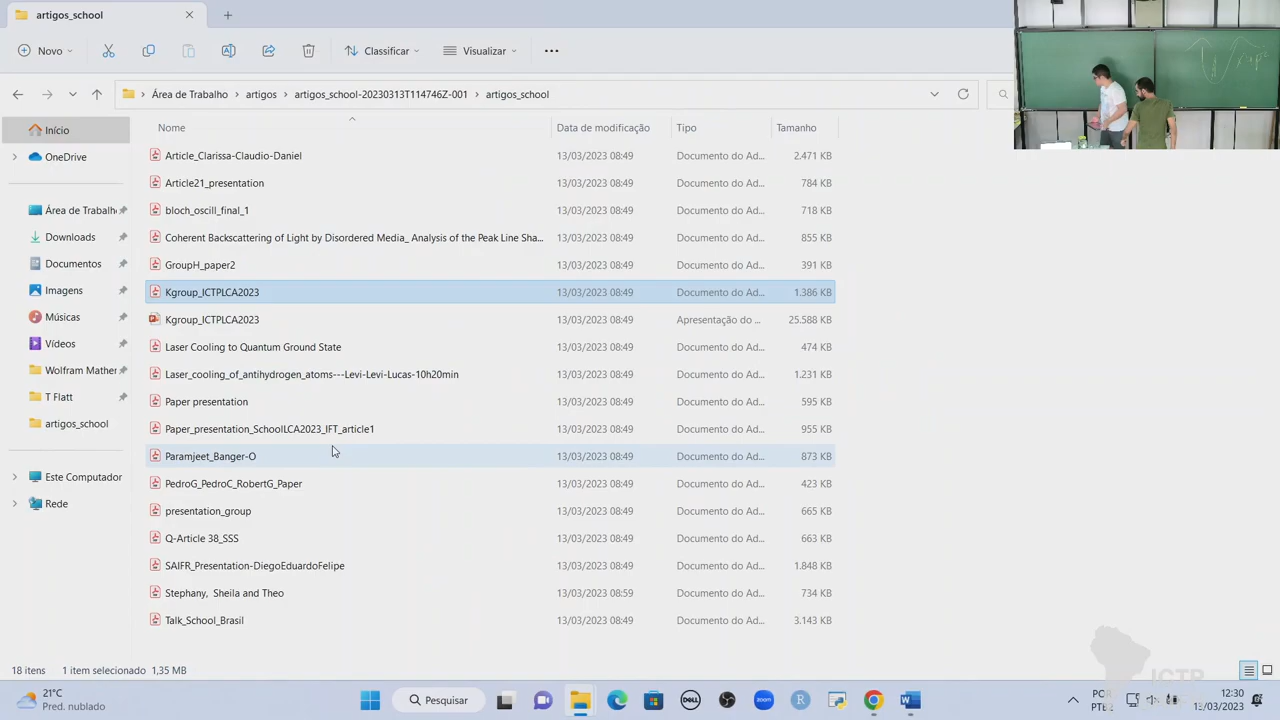 artigos_school
Novo
Classificar
Visualizar
Área de Trabalho > artigos > artigos_school-20230313T114746Z-001 > artigos_school
Nome Data de modificação Tipo Tamanho
Início
OneDrive
Área de Trabalh
Downloads
Documentos
Imagens
Músicas
Vídeos
Wolfram Mather
T Flatt
artigos_school
Este Computador
Rede
Article_Clarissa-Claudio-Daniel 13/03/2023 08:49 Documento do Ad... 2.471 KB
Article21_presentation 13/03/2023 08:49 Documento do Ad... 784 KB
bloch_oscill_final_1 13/03/2023 08:49 Documento do Ad... 718 KB
Coherent Backscattering of Light by Disordered Media_ Analysis of the Peak Line Sha... 13/03/2023 08:49 Documento do Ad... 855 KB
GroupH_paper2 13/03/2023 08:49 Documento do Ad... 391 KB
Kgroup_ICTPLCA2023 13/03/2023 08:49 Documento do Ad... 1.386 KB
Kgroup_ICTPLCA2023 13/03/2023 08:49 Apresentação do ... 25.588 KB
Laser Cooling to Quantum Ground State 13/03/2023 08:49 Documento do Ad... 474 KB
Laser_cooling_of_antihydrogen_atoms---Levi-Levi-Lucas-10h20min 13/03/2023 08:49 Documento do Ad... 1.231 KB
Paper presentation 13/03/2023 08:49 Documento do Ad... 595 KB
Paper_presentation_SchoolLCA2023_IFT_article1 13/03/2023 08:49 Documento do Ad... 955 KB
Paramjeet_Banger-O 13/03/2023 08:49 Documento do Ad... 873 KB
PedroG_PedroC_RobertG_Paper 13/03/2023 08:49 Documento do Ad... 423 KB
presentation_group 13/03/2023 08:49 Documento do Ad... 665 KB
Q-Article 38_SSS 13/03/2023 08:49 Documento do Ad... 663 KB
SAIFR_Presentation-DiegoEduardoFelipe 13/03/2023 08:49 Documento do Ad... 1.848 KB
Stephany, Sheila and Theo 13/03/2023 08:59 Documento do Ad... 734 KB
Talk_School_Brasil 13/03/2023 08:49 Documento do Ad... 3.143 KB
18 itens 1 item selecionado 1,35 MB
ICTP
21°C
Pred. nublado
Pesquisar
DELL
zoom
R
POR
PTB2
12:30
13/03/2023